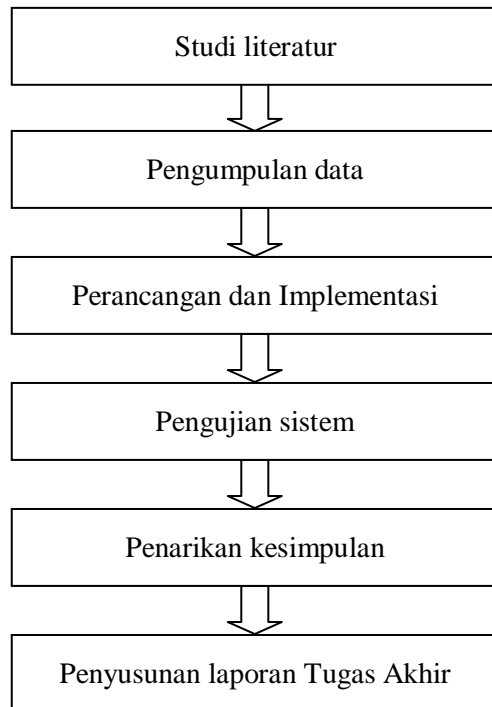 Studi literatur
Pengumpulan data
Perancangan dan Implementasi
Pengujian sistem
Penarikan kesimpulan
Penyusunan laporan Tugas Akhir